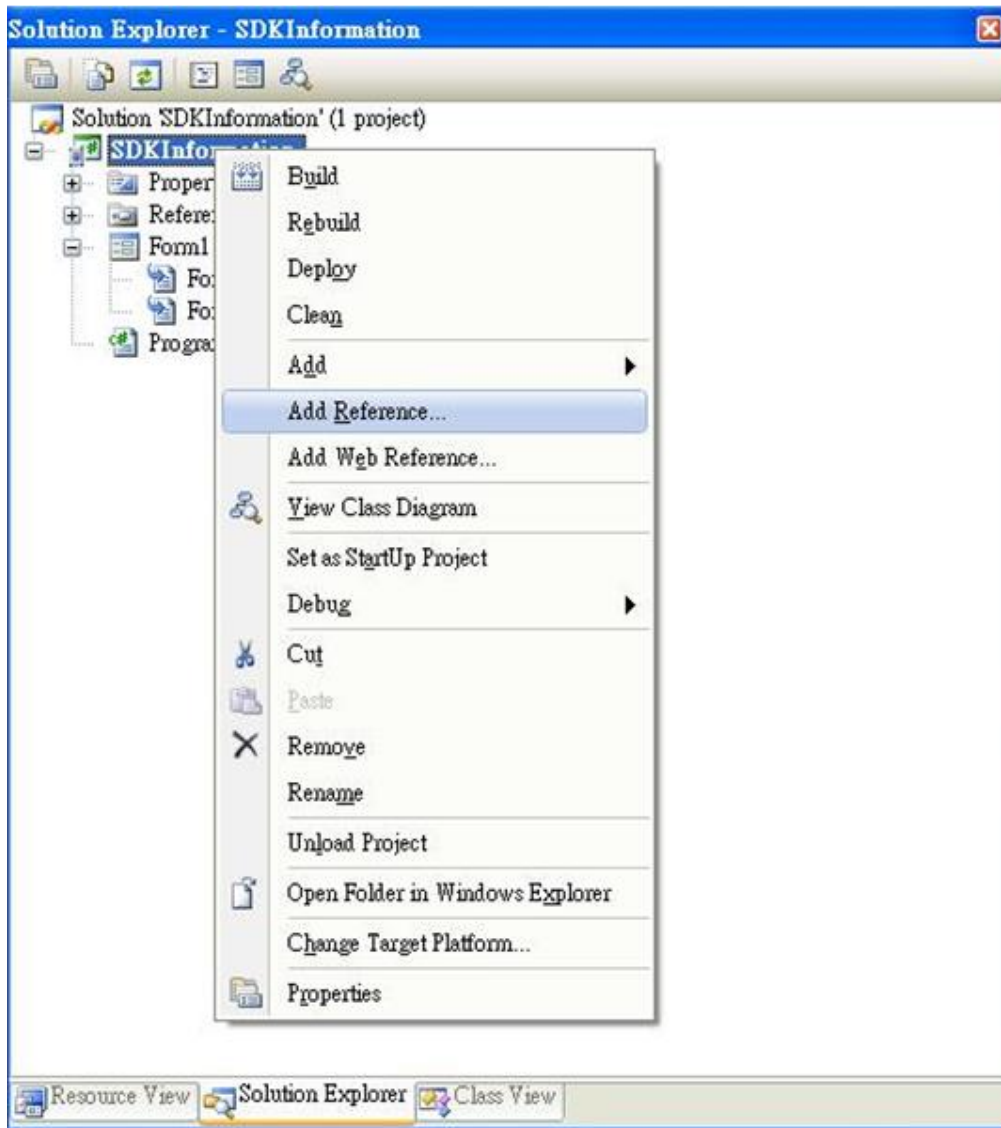 Solution Explorer - SDKInformation
Solution 'SDKInformation' (1 project)
SDKInfo
Proper
Refere
Form1
Fo
Fo
Progra
Build
Rebuild
Deploy
Clean
Add
Add Reference...
Add Web Reference...
View Class Diagram
Set as StartUp Project
Debug
Cut
Paste
Remove
Rename
Unload Project
Open Folder in Windows Explorer
Change Target Platform...
Properties
Resource View Solution Explorer Class View